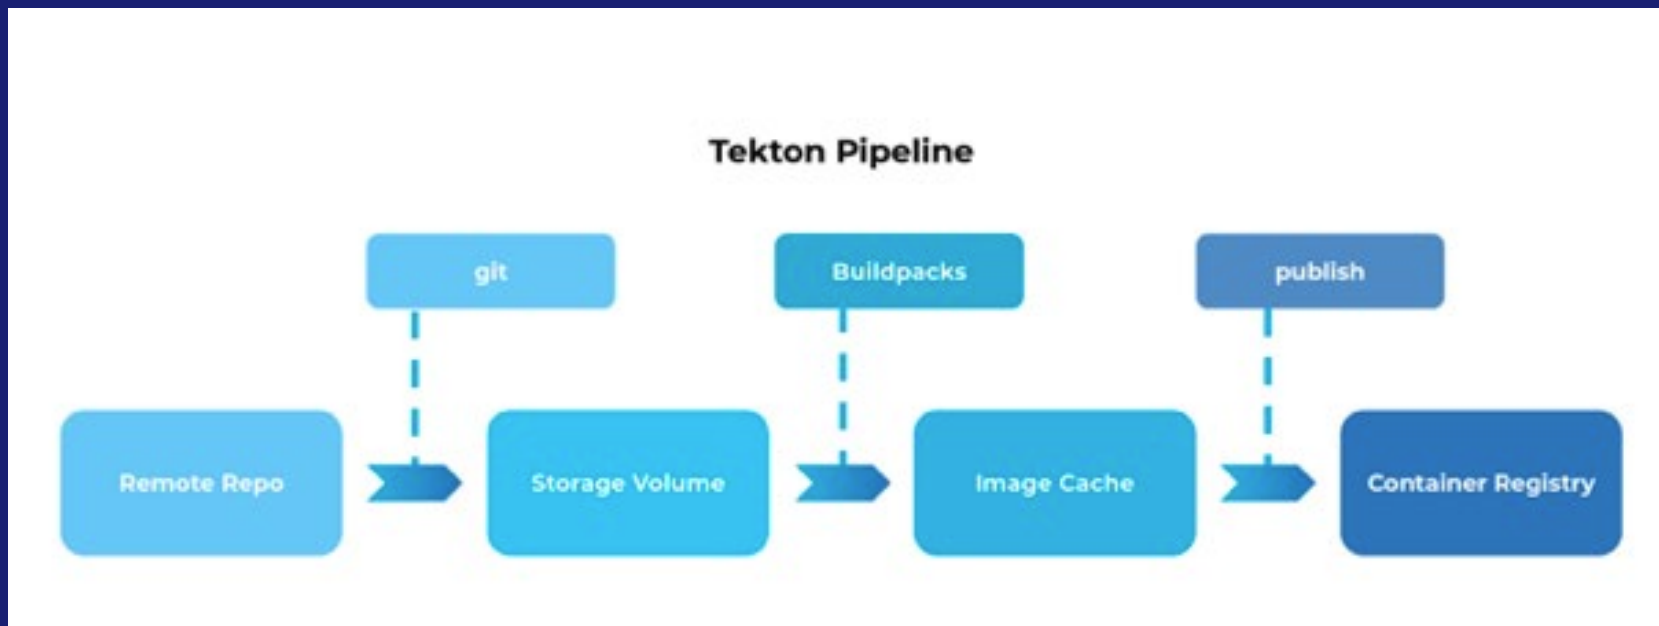 Tekton Pipeline
git
Buildpacks
publish
Remote Repo
Storage Volume
Image Cache
Container Registry